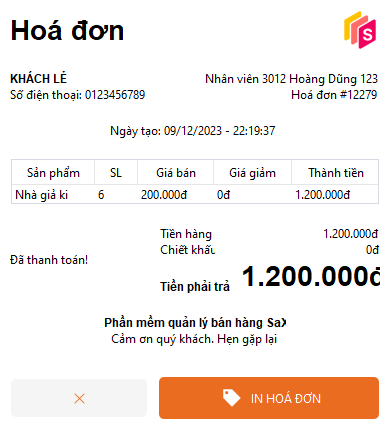 Hoá đơn
S
KHÁCH LẺ
Nhân viên 3012 Hoàng Dũng 123
Số điện thoại: 0123456789
Hoá đơn #12279
Ngày tạo: 09/12/2023 - 22:19:37
Sản phẩm SL Giá bán Giá giảm Thành tiền
Nhà giả ki 6 200.000đ 0đ 1.200.000đ
Tiền hàng 1.200.000đ
Chiết khấu 0đ
Đã thanh toán!
Tiền phải trả 1.200.000đ
Phần mềm quản lý bán hàng SaX
Cảm ơn quý khách. Hẹn gặp lại
IN HOÁ ĐƠN